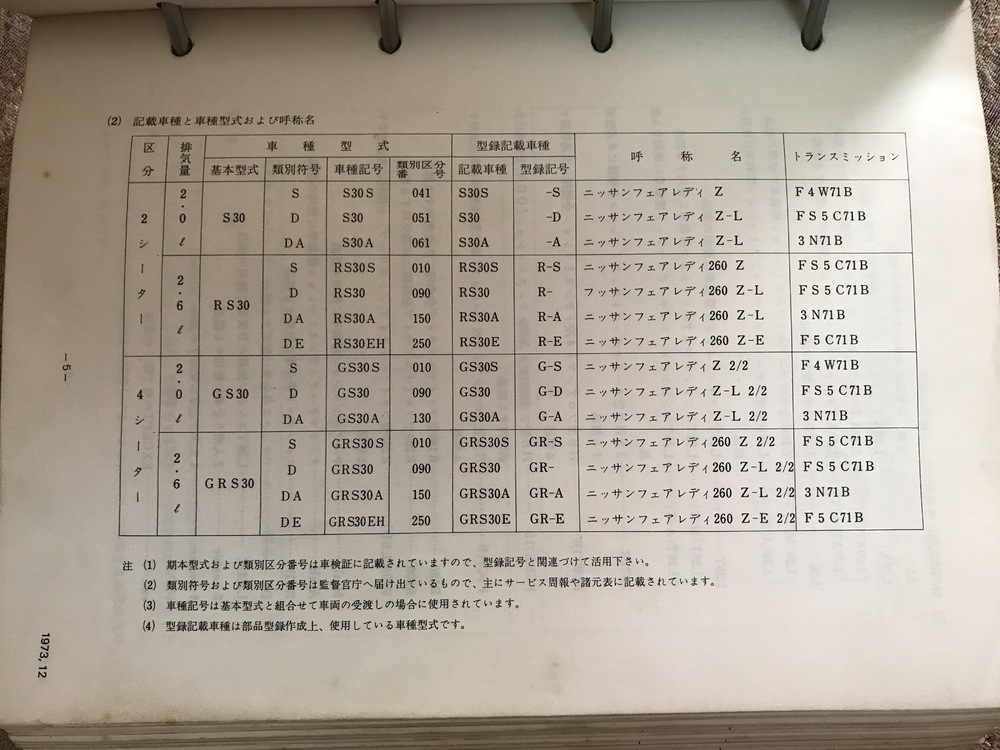 (2) 記載車種と車種型式および呼称名
区分 排気量 車種型式 型録記載車種 呼称名 トランスミッション
基本型式 類別符号 車種記号 類別区分番号 記載車種 型録記号
2シーター 2.0ℓ S30 S S30S 041 S30S -S ニッサンフェアレディ Z F4W71B
D S30 051 S30 -D ニッサンフェアレディ Z-L FS5C71B
DA S30A 061 S30A -A ニッサンフェアレディ Z-L 3N71B
2.6ℓ RS30 S RS30S 010 RS30S R-S ニッサンフェアレディ260 Z FS5C71B
D RS30 090 RS30 R- フッサンフェアレディ260 Z-L FS5C71B
DA RS30A 150 RS30A R-A ニッサンフェアレディ260 Z-L 3N71B
DE RS30EH 250 RS30E R-E ニッサンフェアレディ260 Z-E F5C71B
4シーター 2.0ℓ GS30 S GS30S 010 GS30S G-S ニッサンフェアレディ Z 2/2 F4W71B
D GS30 090 GS30 G-D ニッサンフェアレディ Z-L 2/2 FS5C71B
DA GS30A 130 GS30A G-A ニッサンフェアレディ Z-L 2/2 3N71B
2.6ℓ GRS30 S GRS30S 010 GRS30S GR-S ニッサンフェアレディ260 Z 2/2 FS5C71B
D GRS30 090 GRS30 GR- ニッサンフェアレディ260 Z-L 2/2 FS5C71B
DA GRS30A 150 GRS30A GR-A ニッサンフェアレディ260 Z-L 2/2 3N71B
DE GRS30EH 250 GRS30E GR-E ニッサンフェアレディ260 Z-E 2/2 F5C71B
注 (1) 期本型式および類別区分番号は車検証に記載されていますので、型録記号と関連づけて活用下さい。
(2) 類別符号および類別区分番号は監督官庁へ届け出ているもので、主にサービス周報や諸元表に記載されています。
(3) 車種記号は基本型式と組合せて車両の受渡しの場合に使用されています。
(4) 型録記載車種は部品型録作成上、使用している車種型式です。
-5-
1973,12